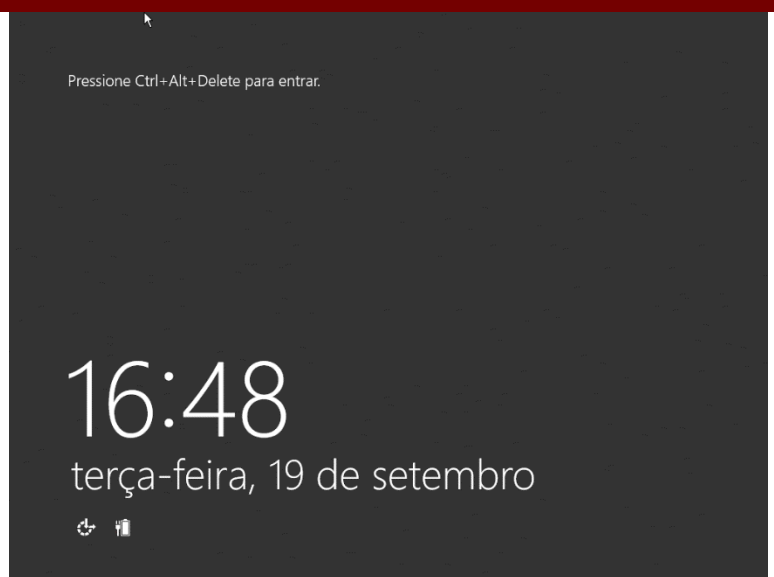 Pressione Ctrl+Alt+Delete para entrar.
16:48
terça-feira, 19 de setembro